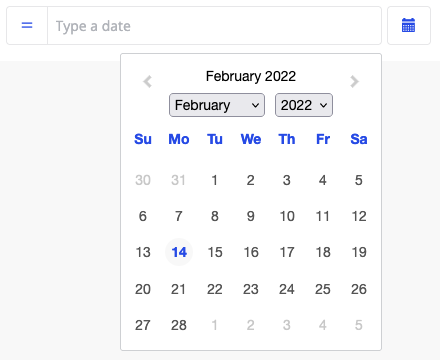 = Type a date
February 2022
February 2022
Su Mo Tu We Th Fr Sa
30 31 1 2 3 4 5
6 7 8 9 10 11 12
13 14 15 16 17 18 19
20 21 22 23 24 25 26
27 28 1 2 3 4 5